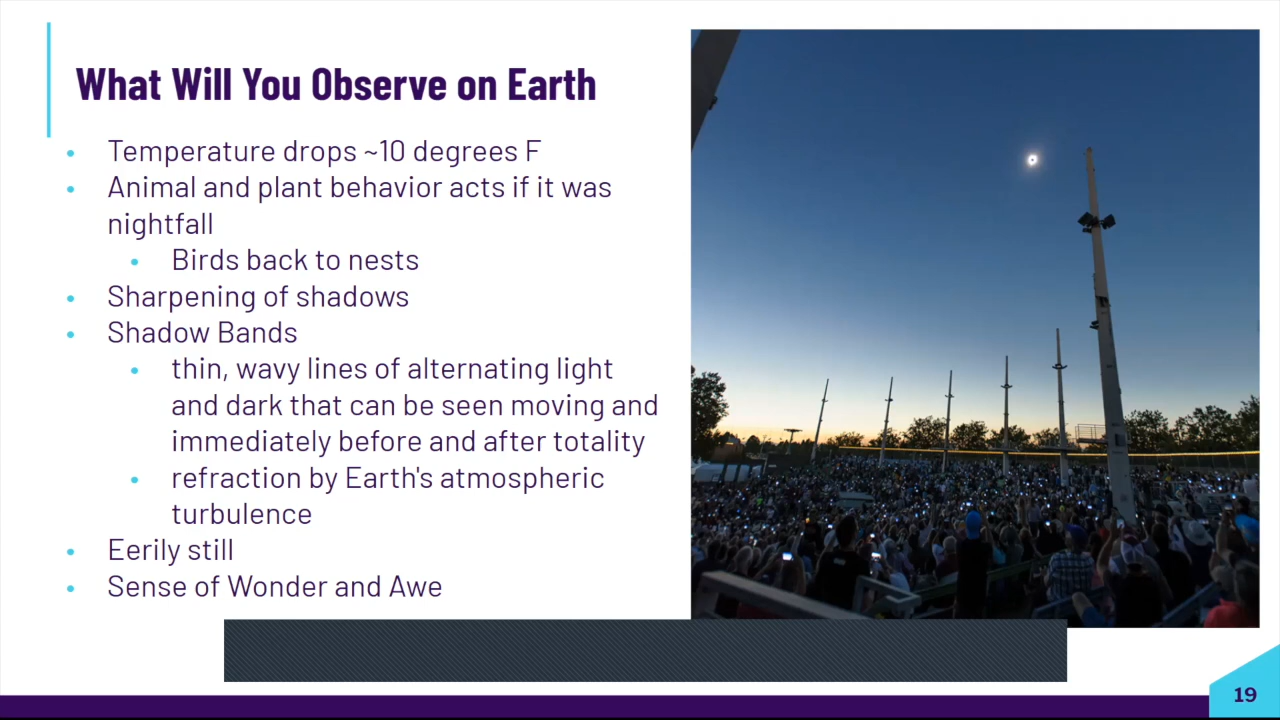 What Will You Observe on Earth
• Temperature drops ~10 degrees F
• Animal and plant behavior acts if it was
nightfall
• Birds back to nests
• Sharpening of shadows
• Shadow Bands
• thin, wavy lines of alternating light
and dark that can be seen moving and
immediately before and after totality
• refraction by Earth's atmospheric
turbulence
• Eerily still
• Sense of Wonder and Awe
19